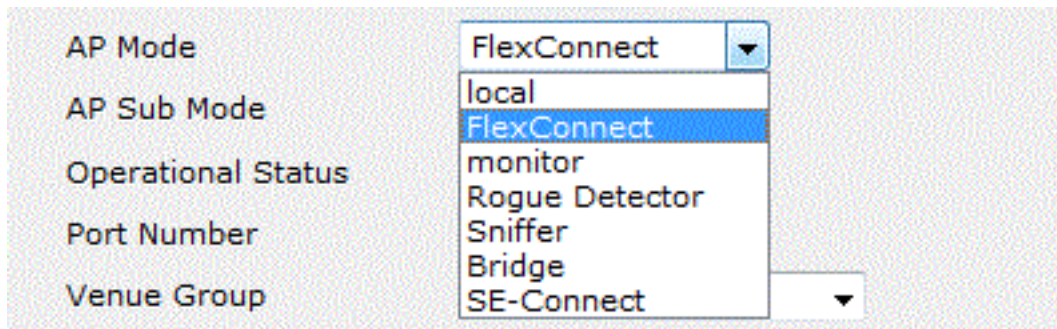 AP Mode FlexConnect
local
AP Sub Mode
FlexConnect
monitor
Operational Status
Rogue Detector
Port Number
Sniffer
Bridge
Venue Group
SE-Connect